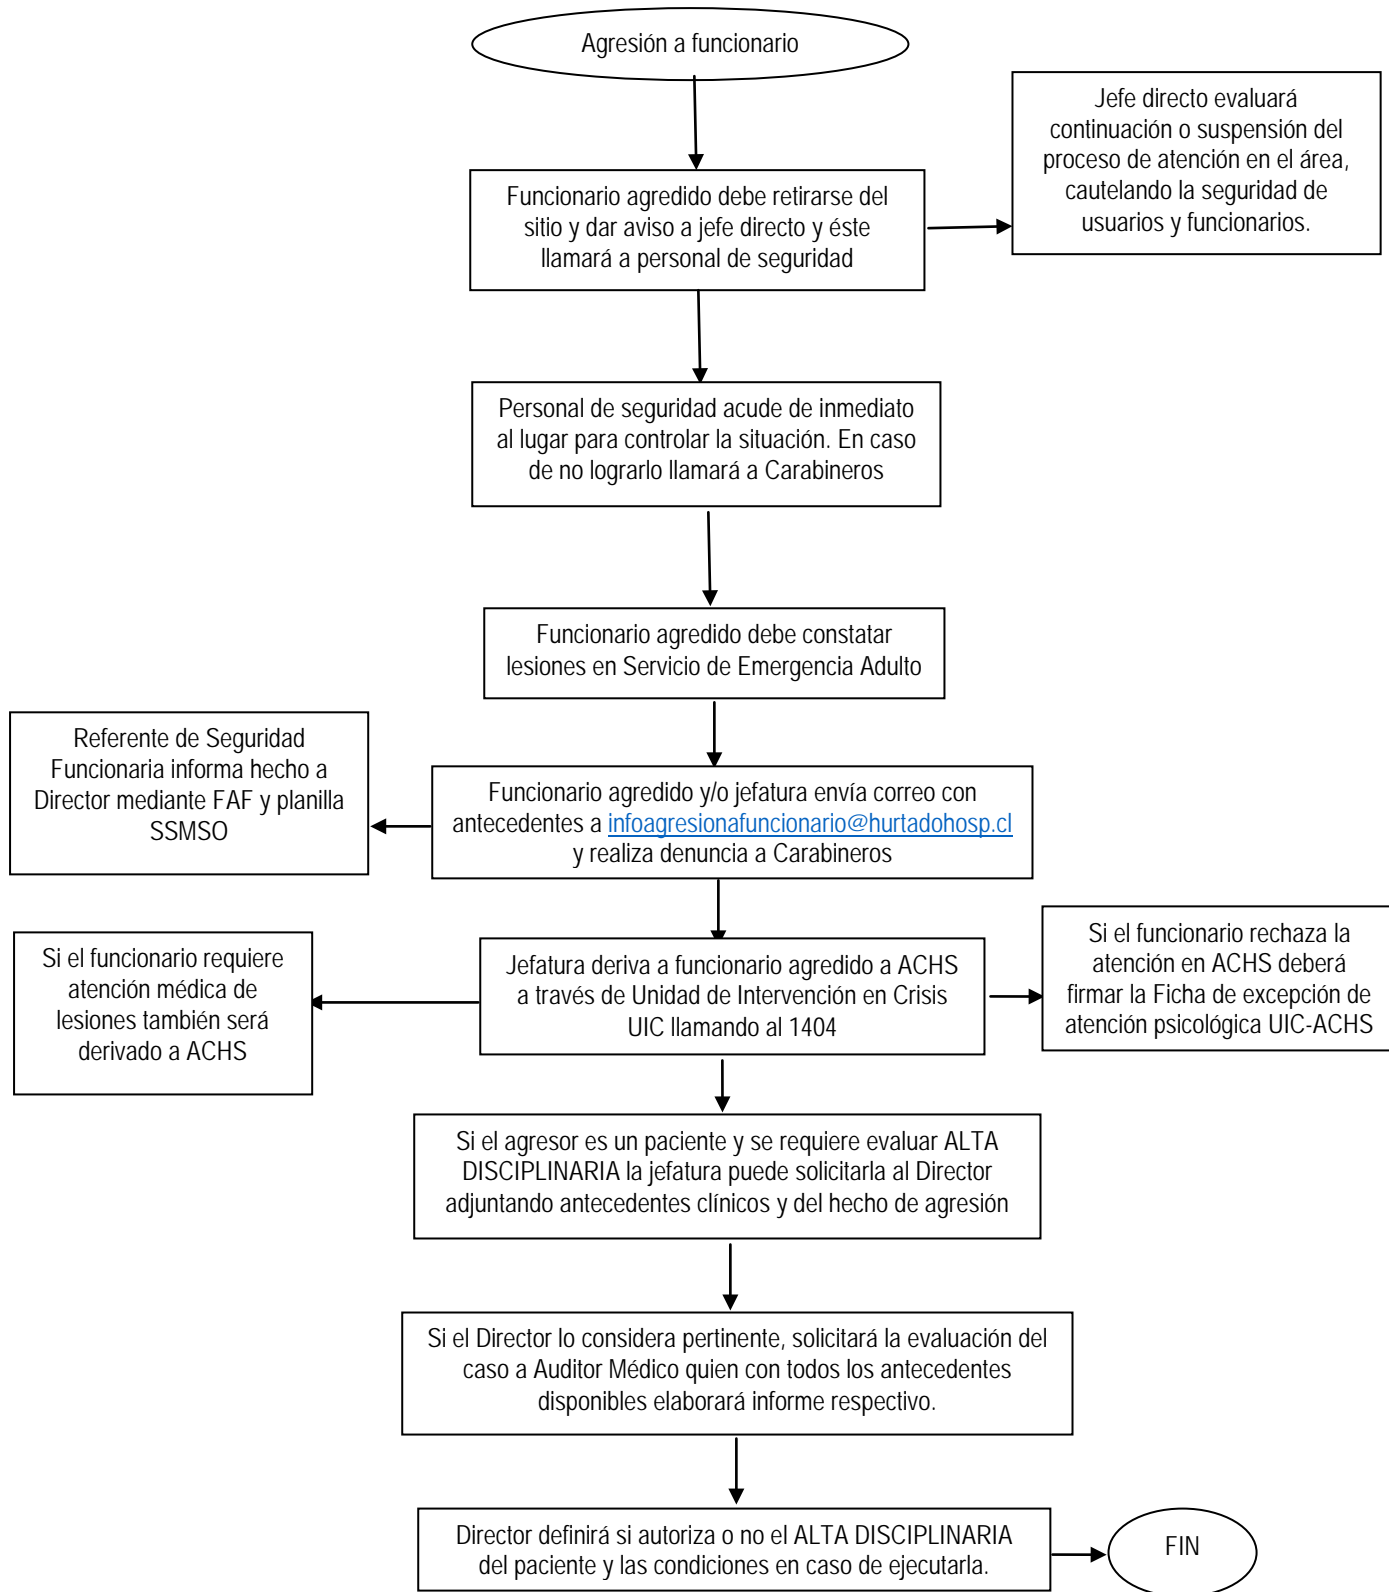 Agresión a funcionario
Jefe directo evaluará
continuación o suspensión del
proceso de atención en el área,
cautelando la seguridad de
usuarios y funcionarios.
Funcionario agredido debe retirarse del
sitio y dar aviso a jefe directo y éste
llamará a personal de seguridad
Personal de seguridad acude de inmediato
al lugar para controlar la situación. En caso
de no lograrlo llamará a Carabineros
Funcionario agredido debe constatar
lesiones en Servicio de Emergencia Adulto
Referente de Seguridad
Funcionaria informa hecho a
Director mediante FAF y planilla
SSMSO
Funcionario agredido y/o jefatura envía correo con
antecedentes a infoagresionafuncionario@hurtadohosp.cl
y realiza denuncia a Carabineros
Si el funcionario requiere
atención médica de
lesiones también será
derivado a ACHS
Jefatura deriva a funcionario agredido a ACHS
a través de Unidad de Intervención en Crisis
UIC llamando al 1404
Si el funcionario rechaza la
atención en ACHS deberá
firmar la Ficha de excepción de
atención psicológica UIC-ACHS
Si el agresor es un paciente y se requiere evaluar ALTA
DISCIPLINARIA la jefatura puede solicitarla al Director
adjuntando antecedentes clínicos y del hecho de agresión
Si el Director lo considera pertinente, solicitará la evaluación del
caso a Auditor Médico quien con todos los antecedentes
disponibles elaborará informe respectivo.
Director definirá si autoriza o no el ALTA DISCIPLINARIA
del paciente y las condiciones en caso de ejecutarla.
FIN